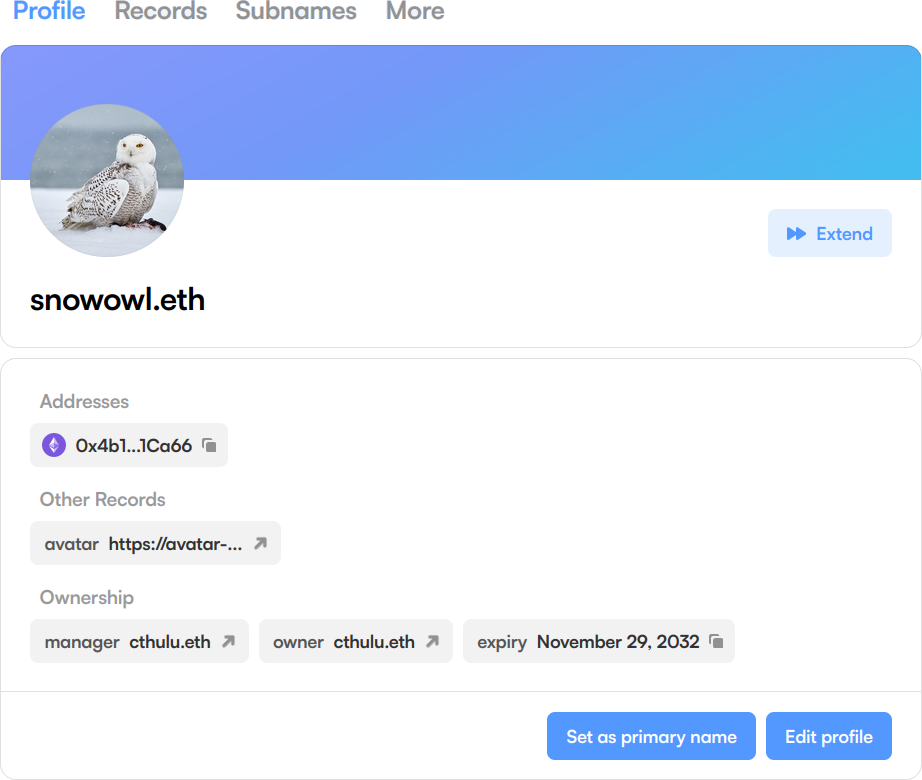 Profile Records Subnames More
Extend
snowowl.eth
Addresses
0x4b1...1Ca66
Other Records
avatar https://avatar-...
Ownership
manager cthulu.eth owner cthulu.eth expiry November 29, 2032
Set as primary name Edit profile